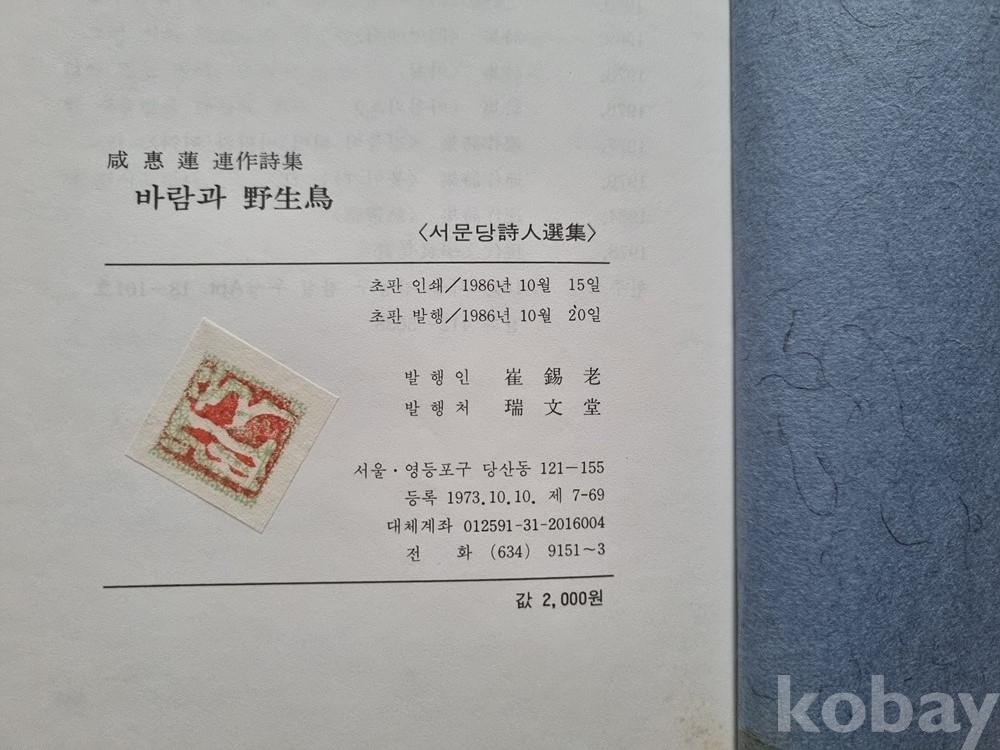 咸 惠 蓮 連作詩集
바람과 野生鳥
〈서문당詩人選集〉
초판 인쇄/1986년 10월 15일
초판 발행/1986년 10월 20일
발 행 인 崔 錫 老
발 행 처 瑞 文 堂
서울·영등포구 당산동 121-155
등록 1973.10.10. 제 7-69
대체계좌 012591-31-2016004
전 화 (634) 9151~3
값 2,000원
kobay